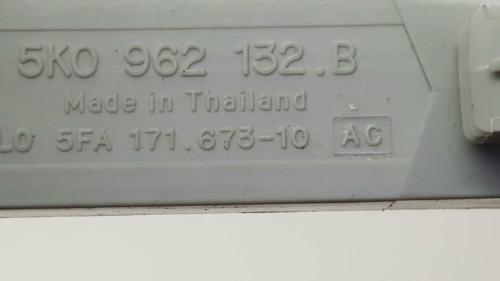 5K0 962 132.B
Made in Thailand
LO 5FA 171.673-10 AC